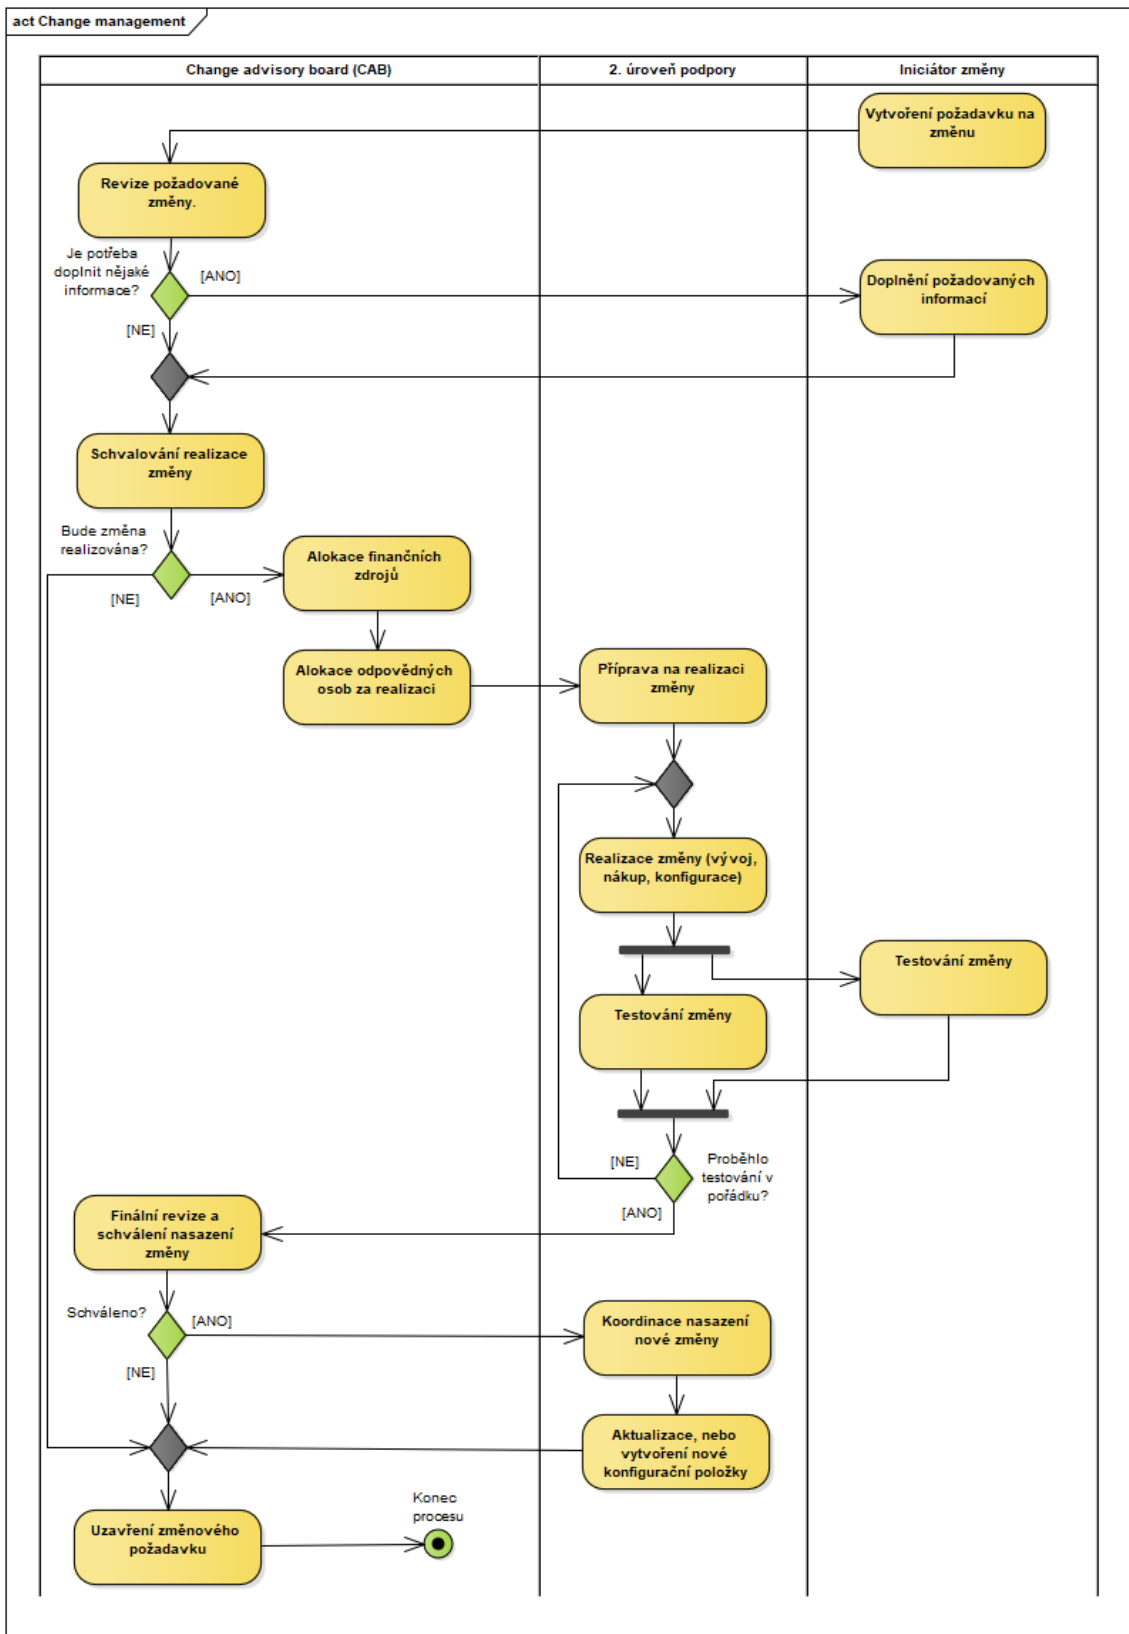 act Change management
Change advisory board (CAB)
2. úroveň podpory
Iniciátor změny
Vytvoření požadavku na
změnu
Revize požadované
změny.
Je potřeba
doplnit nějaké
informace?
[ANO]
Doplnění požadovaných
informací
[NE]
Schvalování realizace
změny
Bude změna
realizována?
[NE]
[ANO]
Alokace finančních
zdrojů
Alokace odpovědných
osob za realizaci
Příprava na realizaci
změny
Realizace změny (vývoj,
nákup, konfigurace)
Testování změny
Testování změny
[NE]
Proběhlo
testování v
pořádku?
[ANO]
Finální revize a
schválení nasazení
změny
Schváleno?
[ANO]
Koordinace nasazení
nové změny
[NE]
Aktualizace, nebo
vytvoření nové
konfigurační položky
Uzavření změnového
požadavku
Konec
procesu